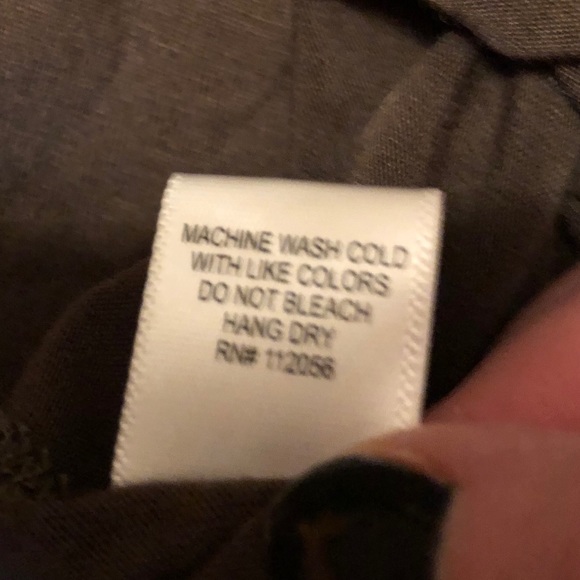 MACHINE WASH COLD
WITH LIKE COLORS
DO NOT BLEACH
HANG DRY
RN# 112056